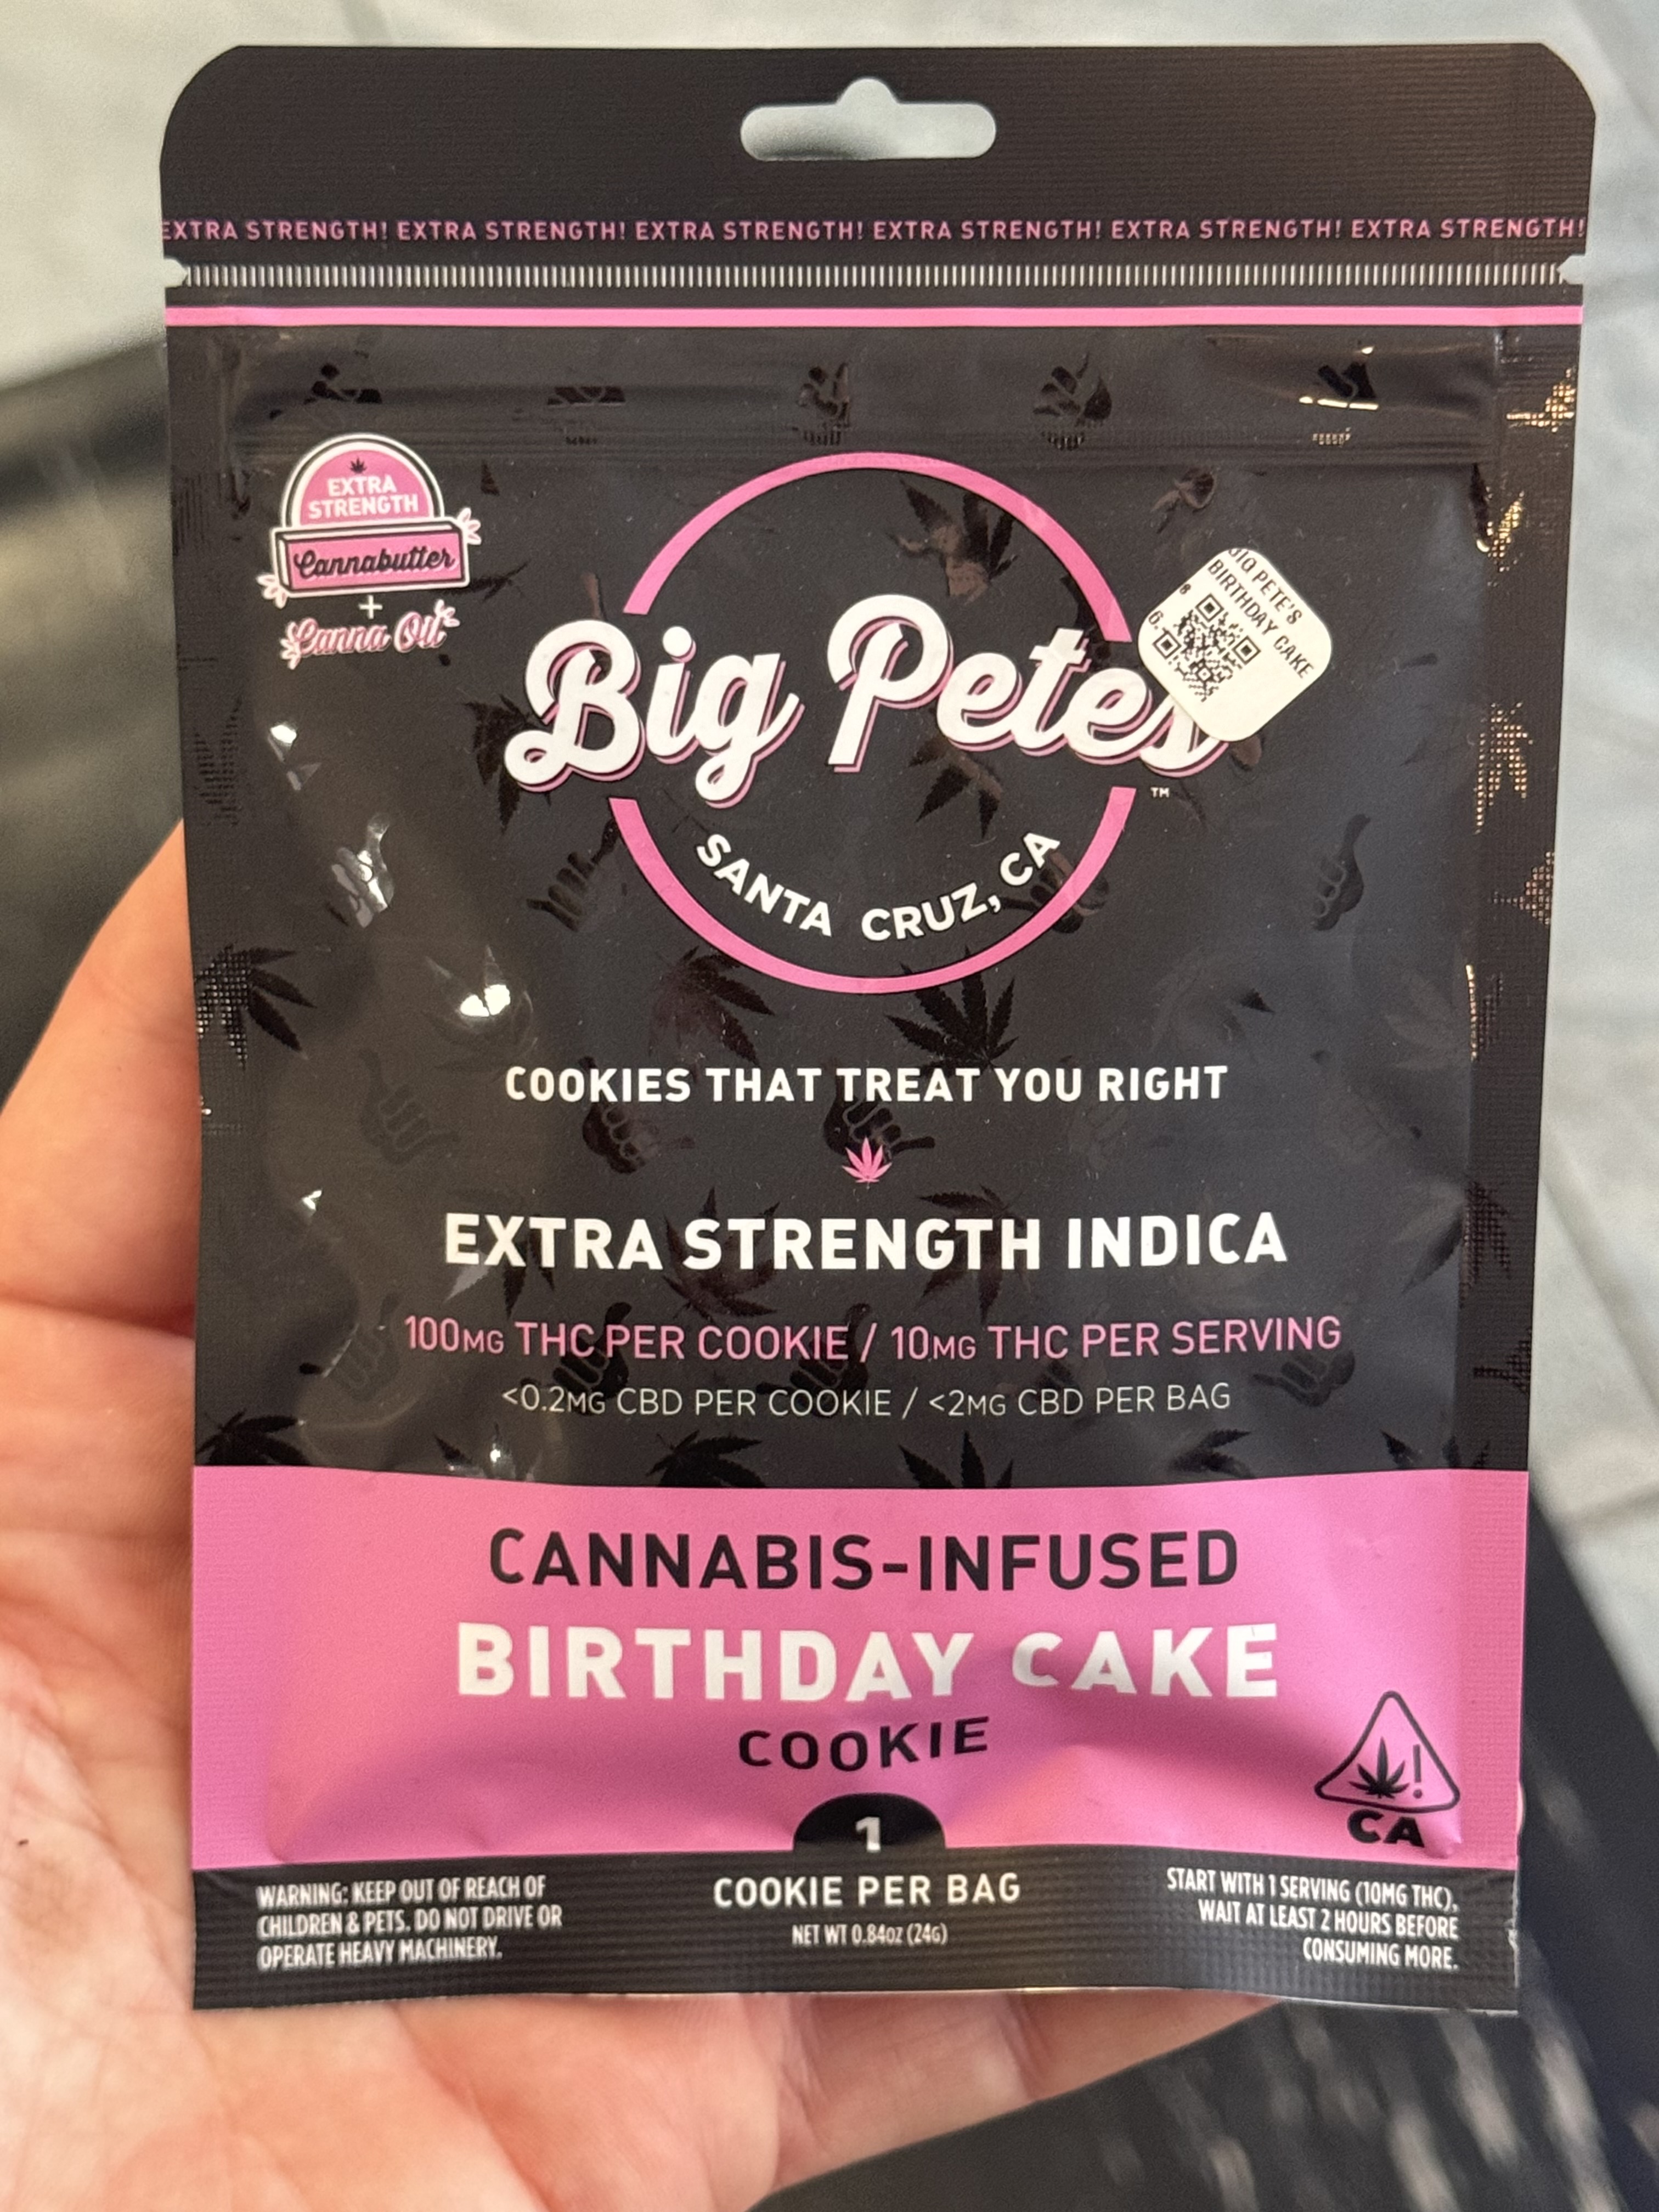 EXTRA STRENGTH! EXTRA STRENGTH! EXTRA STRENGTH! EXTRA STRENGTH! EXTRA STRENGTH! EXTRA STRENGTH!
EXTRA
STRENGTH
Cannabutter
+
Canna Oil
Big Petes
TM
SANTA CRUZ, CA
BIG PETE'S
BIRTHDAY CAKE
COOKIES THAT TREAT YOU RIGHT
EXTRA STRENGTH INDICA
100MG THC PER COOKIE / 10MG THC PER SERVING
<0.2MG CBD PER COOKIE / <2MG CBD PER BAG
CANNABIS-INFUSED
BIRTHDAY CAKE
COOKIE
!
CA
1
COOKIE PER BAG
NET WT 0.84OZ (24G)
WARNING: KEEP OUT OF REACH OF
CHILDREN & PETS. DO NOT DRIVE OR
OPERATE HEAVY MACHINERY.
START WITH 1 SERVING (10MG THC),
WAIT AT LEAST 2 HOURS BEFORE
CONSUMING MORE.